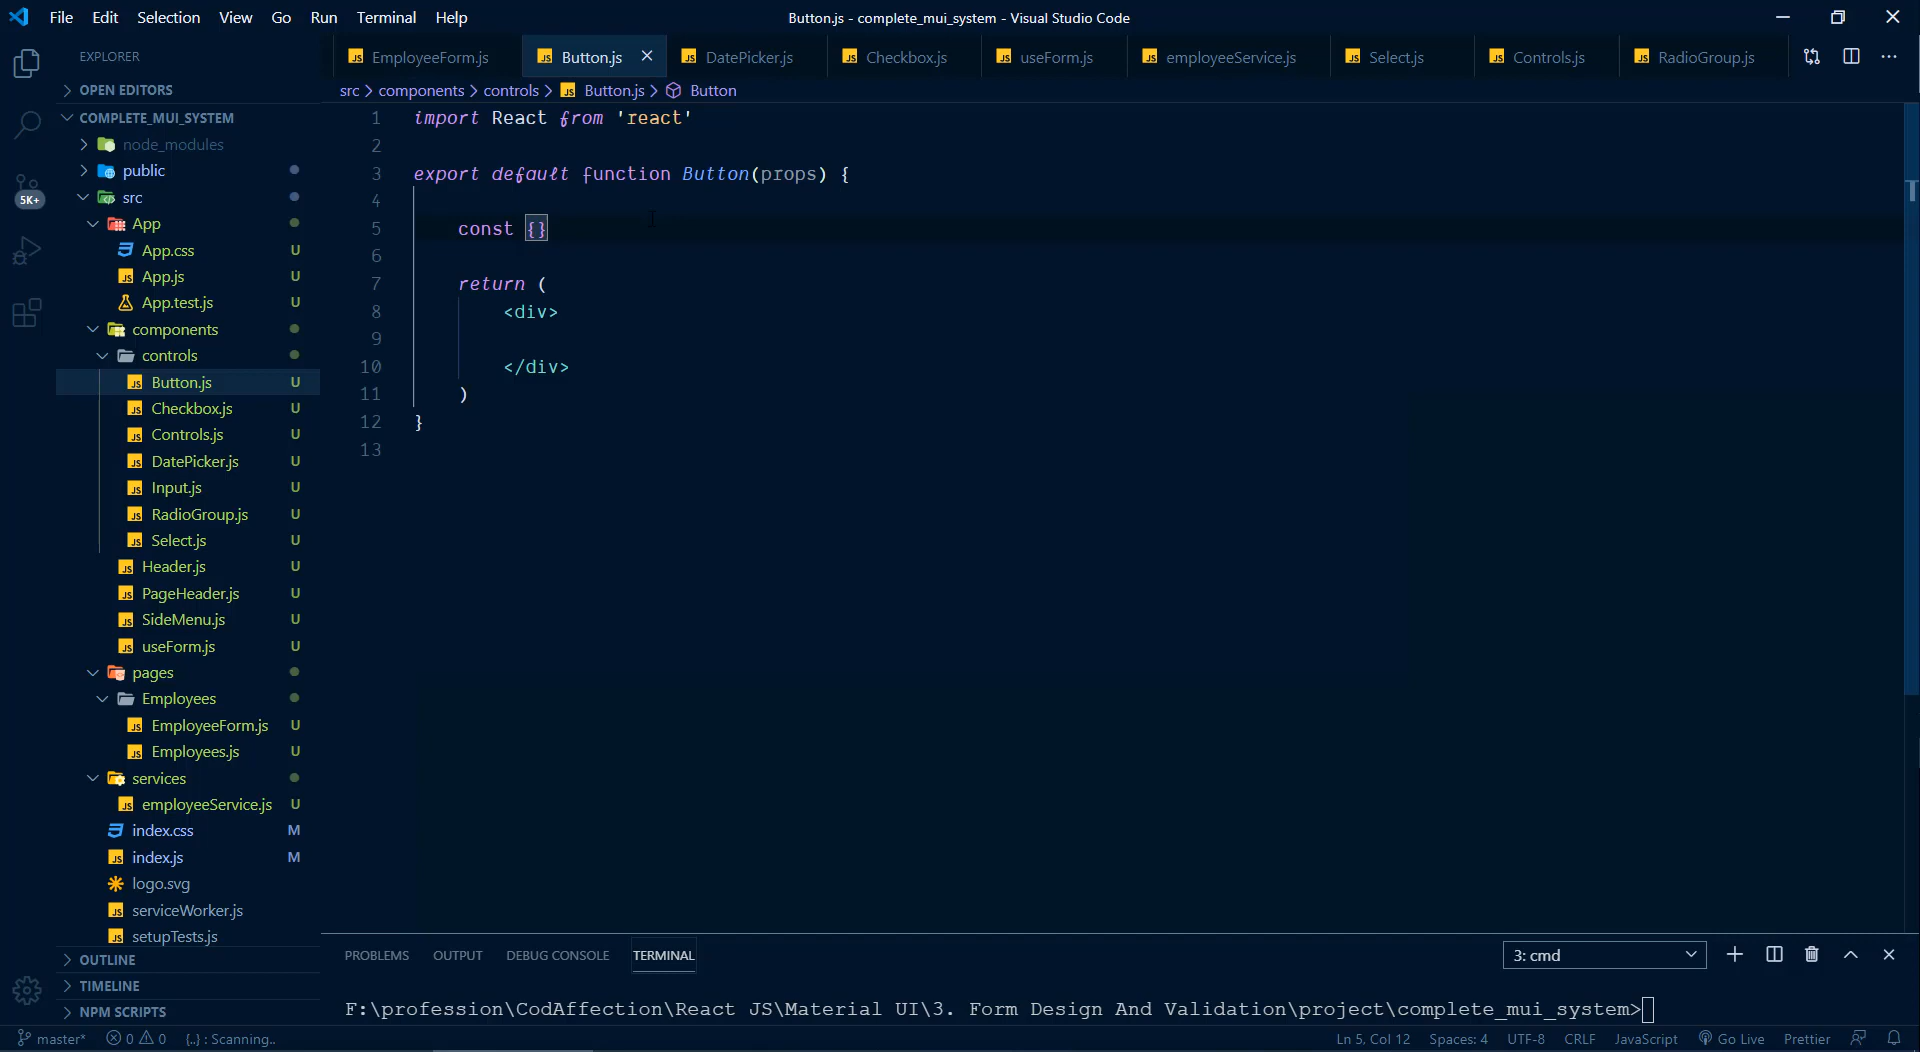 File Edit Selection View Go Run Terminal Help
Button.js - complete_mui_system - Visual Studio Code
EXPLORER
EmployeeForm.js
Button.js
DatePicker.js
Checkbox.js
useForm.js
employeeService.js
Select.js
Controls.js
RadioGroup.js
src > components > controls > JS Button.js > Button
OPEN EDITORS
COMPLETE_MUI_SYSTEM
node_modules
public
src
App
App.css U
App.js U
App.test.js U
components
controls
Button.js U
Checkbox.js U
Controls.js U
DatePicker.js U
Input.js U
RadioGroup.js U
Select.js U
Header.js U
PageHeader.js U
SideMenu.js U
useForm.js U
pages
Employees
EmployeeForm.js U
Employees.js U
services
employeeService.js U
index.css M
index.js M
logo.svg
serviceWorker.js
setupTests.js
OUTLINE
TIMELINE
NPM SCRIPTS
5K+
1 import React from 'react'
2
3 export default function Button(props) {
4
5 const {}
6
7 return (
8 <div>
9
10 </div>
11 )
12 }
13
PROBLEMS OUTPUT DEBUG CONSOLE TERMINAL
3: cmd
F:\profession\CodAffection\React JS\Material UI\3. Form Design And Validation\project\complete_mui_system>
master* 0 0 {..} : Scanning..
Ln 5, Col 12 Spaces: 4 UTF-8 CRLF JavaScript Go Live Prettier